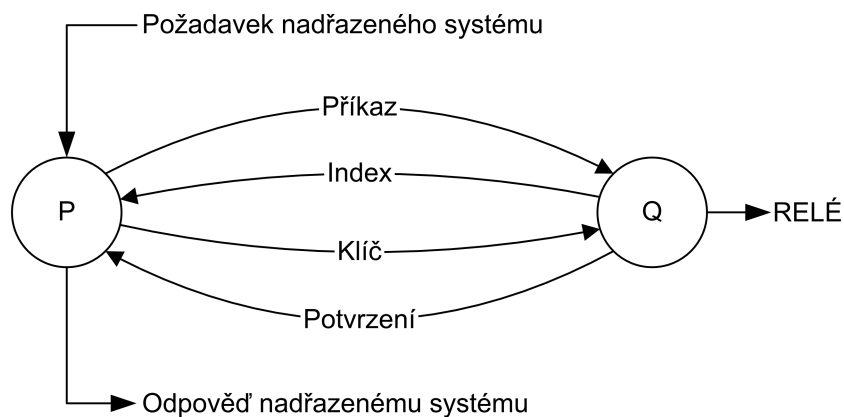 Požadavek nadřazeného systému
Příkaz
Index
P
Q
RELÉ
Klíč
Potvrzení
Odpověď nadřazenému systému